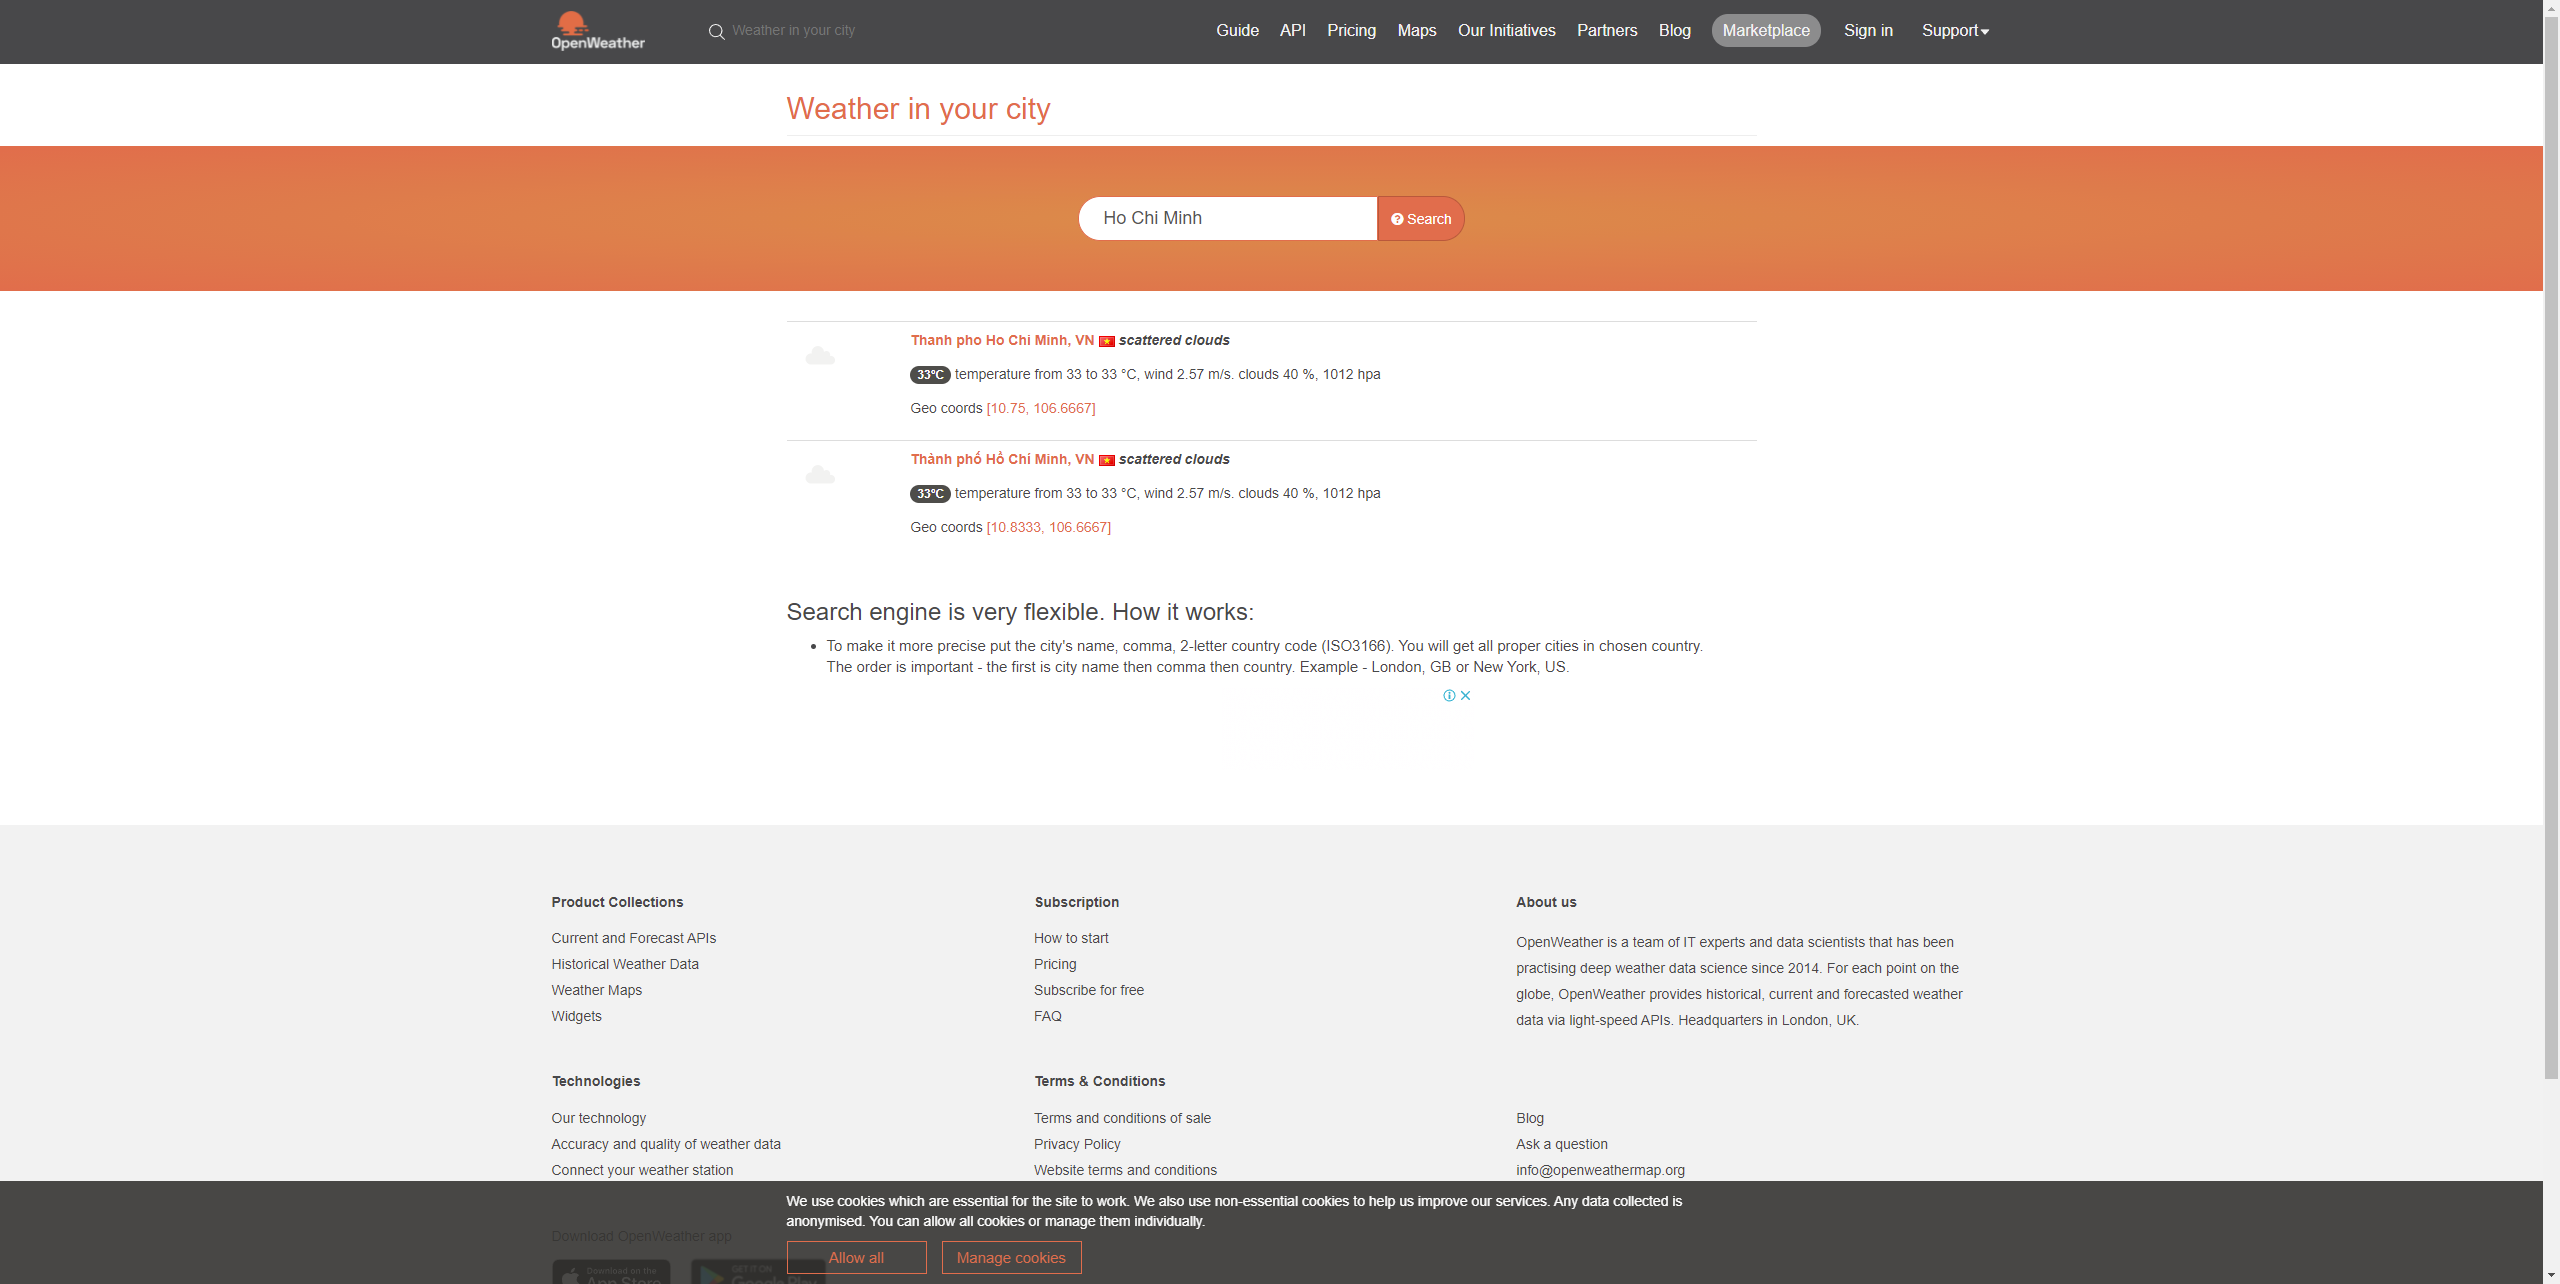 OpenWeather
Weather in your city
Guide API Pricing Maps Our Initiatives Partners Blog Marketplace Sign in Support
Weather in your city
Ho Chi Minh
Search
Thanh pho Ho Chi Minh, VN scattered clouds
33°C temperature from 33 to 33 °C, wind 2.57 m/s. clouds 40 %, 1012 hpa
Geo coords [10.75, 106.6667]
Thành phố Hồ Chí Minh, VN scattered clouds
33°C temperature from 33 to 33 °C, wind 2.57 m/s. clouds 40 %, 1012 hpa
Geo coords [10.8333, 106.6667]
Search engine is very flexible. How it works:
To make it more precise put the city's name, comma, 2-letter country code (ISO3166). You will get all proper cities in chosen country.
The order is important - the first is city name then comma then country. Example - London, GB or New York, US.
Product Collections
Current and Forecast APIs
Historical Weather Data
Weather Maps
Widgets
Subscription
How to start
Pricing
Subscribe for free
FAQ
About us
OpenWeather is a team of IT experts and data scientists that has been
practising deep weather data science since 2014. For each point on the
globe, OpenWeather provides historical, current and forecasted weather
data via light-speed APIs. Headquarters in London, UK.
Technologies
Our technology
Accuracy and quality of weather data
Connect your weather station
Terms & Conditions
Terms and conditions of sale
Privacy Policy
Website terms and conditions
Blog
Ask a question
info@openweathermap.org
We use cookies which are essential for the site to work. We also use non-essential cookies to help us improve our services. Any data collected is
anonymised. You can allow all cookies or manage them individually.
Allow all
Manage cookies
Download OpenWeather app
Download on the
App Store
GET IT ON
Google Play